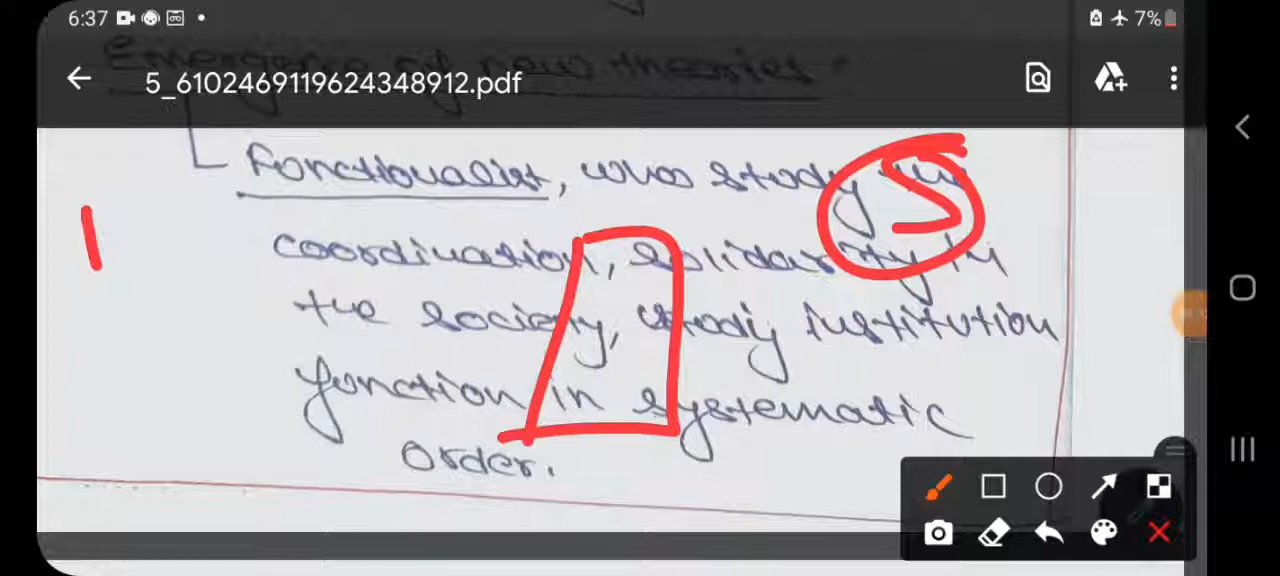 6:37
7%
Emergence of new theories
5_6102469119624348912.pdf
Functionalist, who study the
coordination, solidarity in
the society, study institution
function in systematic
order.
S